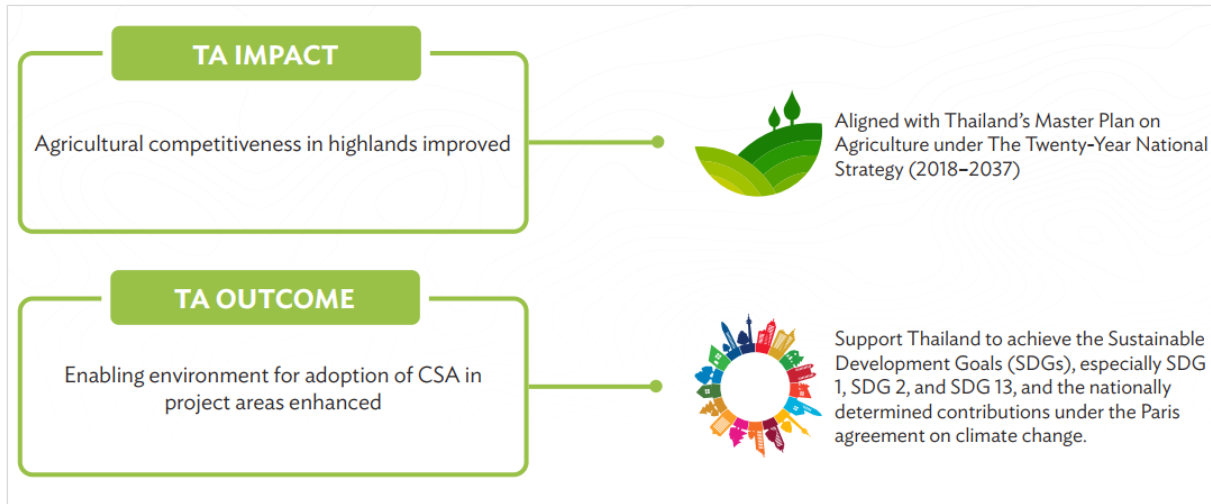 TA IMPACT
Agricultural competitiveness in highlands improved
Aligned with Thailand’s Master Plan on
Agriculture under The Twenty-Year National
Strategy (2018–2037)
TA OUTCOME
Enabling environment for adoption of CSA in
project areas enhanced
Support Thailand to achieve the Sustainable
Development Goals (SDGs), especially SDG
1, SDG 2, and SDG 13, and the nationally
determined contributions under the Paris
agreement on climate change.